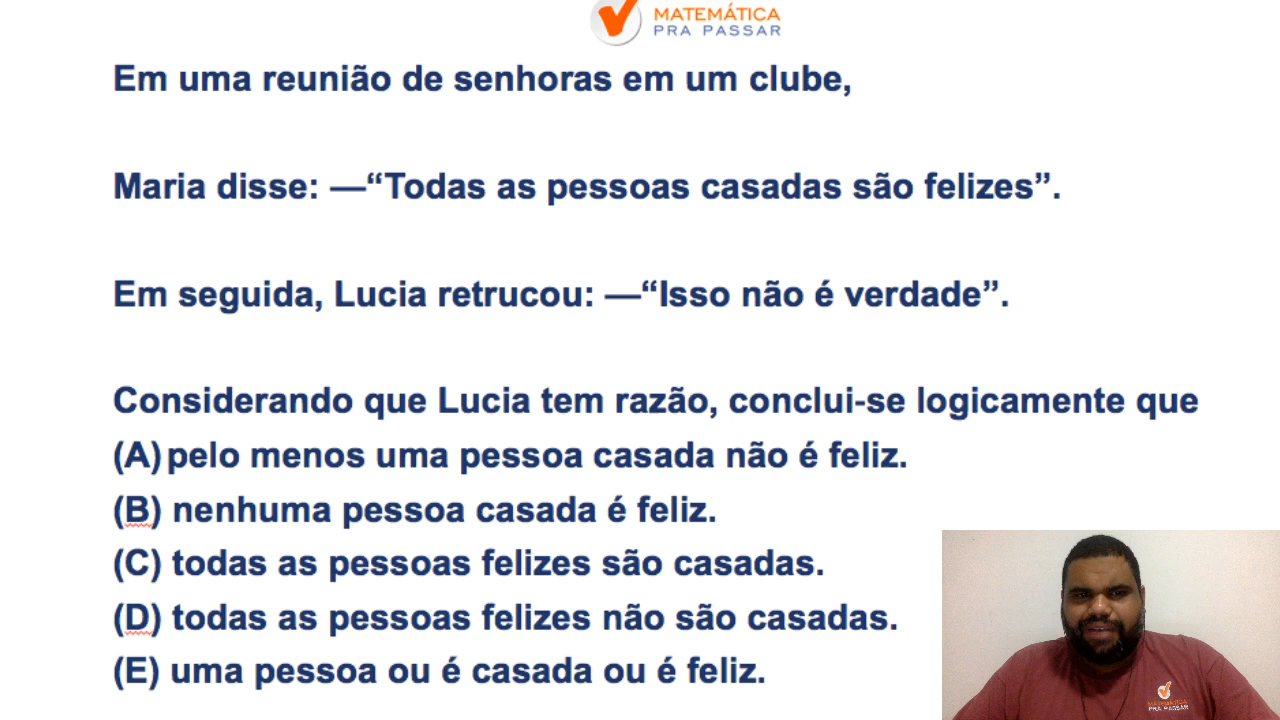 MATEMÁTICA
PRA PASSAR
Em uma reunião de senhoras em um clube,
Maria disse: —“Todas as pessoas casadas são felizes”.
Em seguida, Lucia retrucou: —“Isso não é verdade”.
Considerando que Lucia tem razão, conclui-se logicamente que
(A) pelo menos uma pessoa casada não é feliz.
(B) nenhuma pessoa casada é feliz.
(C) todas as pessoas felizes são casadas.
(D) todas as pessoas felizes não são casadas.
(E) uma pessoa ou é casada ou é feliz.
MATEMÁTICA
PRA PASSAR